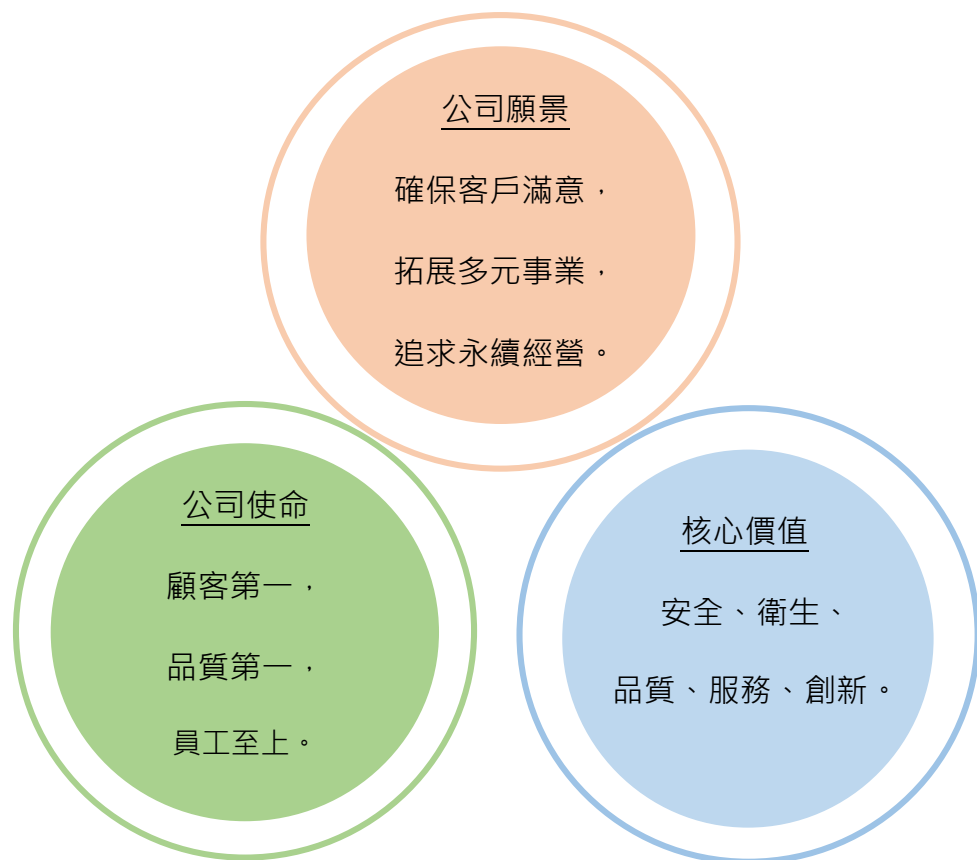 公司願景
確保客戶滿意，
拓展多元事業，
追求永續經營。
公司使命
顧客第一，
品質第一，
員工至上。
核心價值
安全、衛生、
品質、服務、創新。